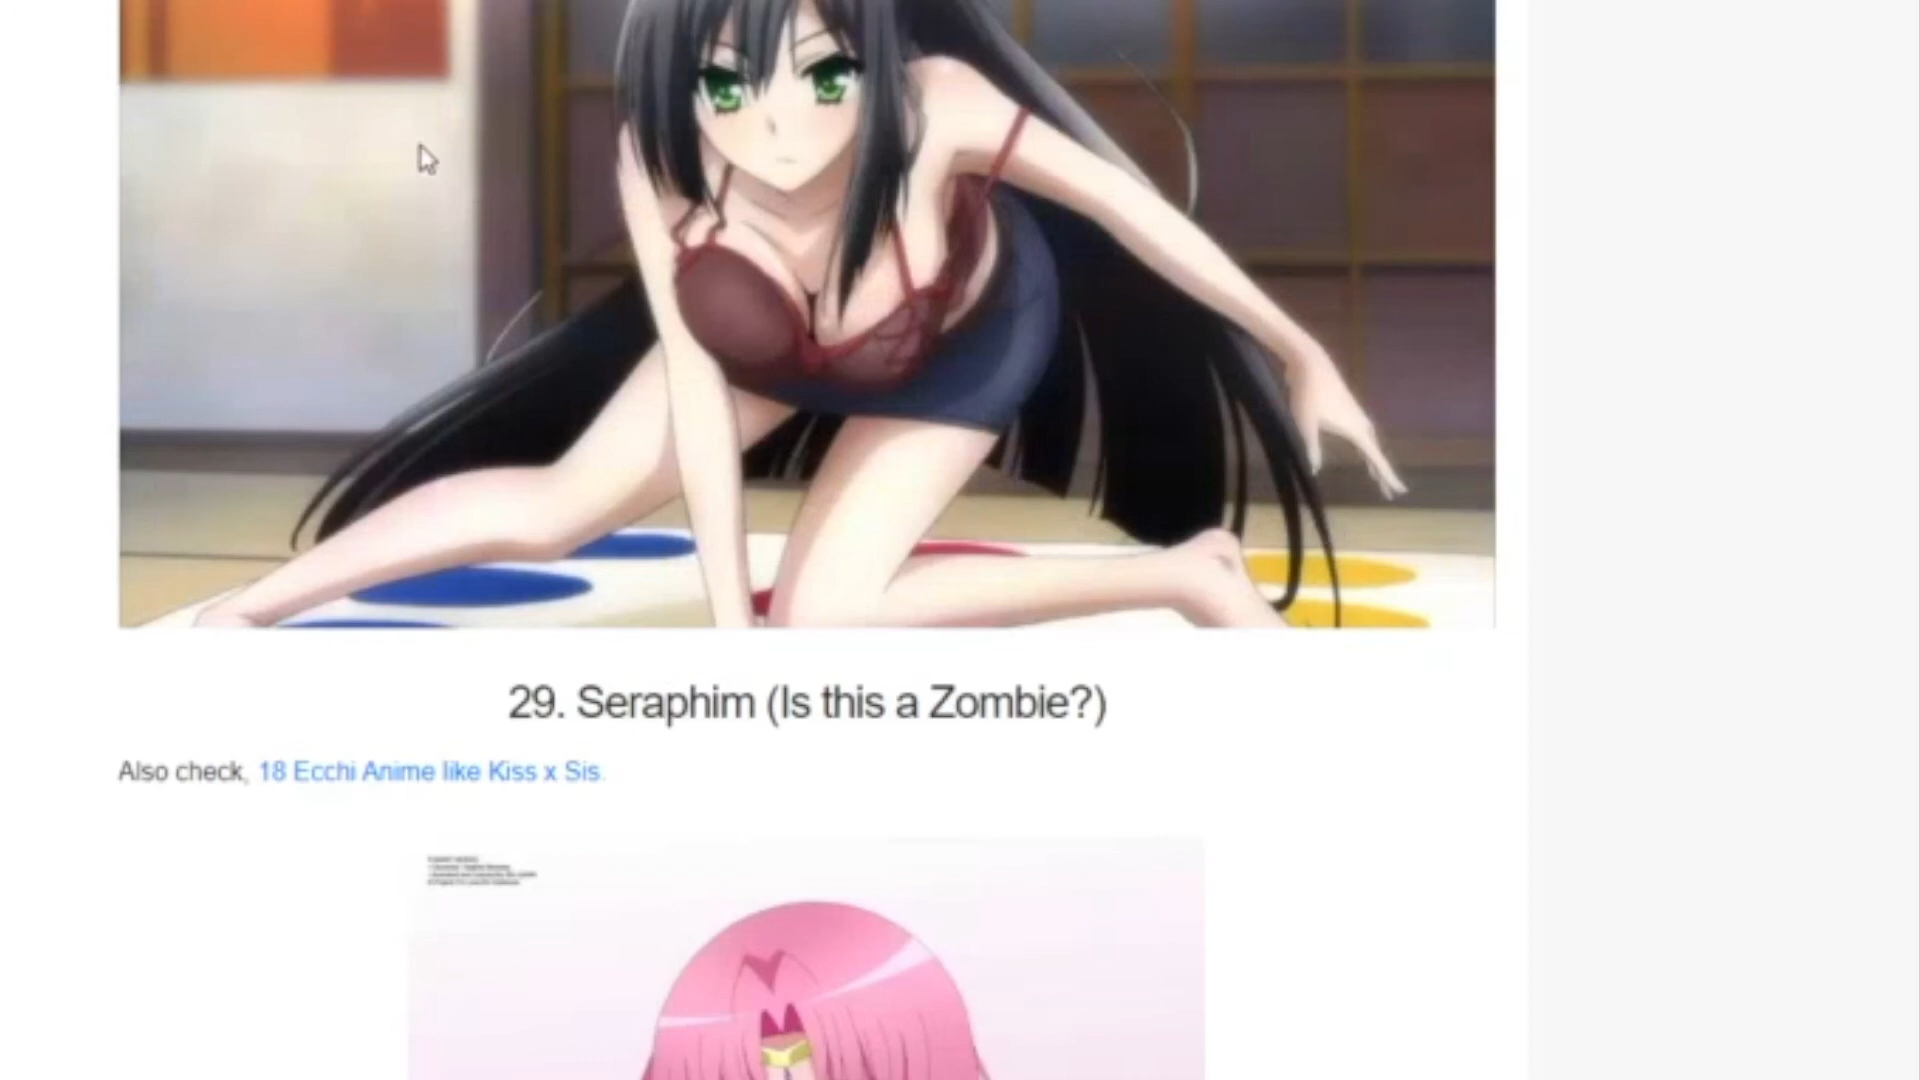 29. Seraphim (Is this a Zombie?)
Also check, 18 Ecchi Anime like Kiss x Sis.